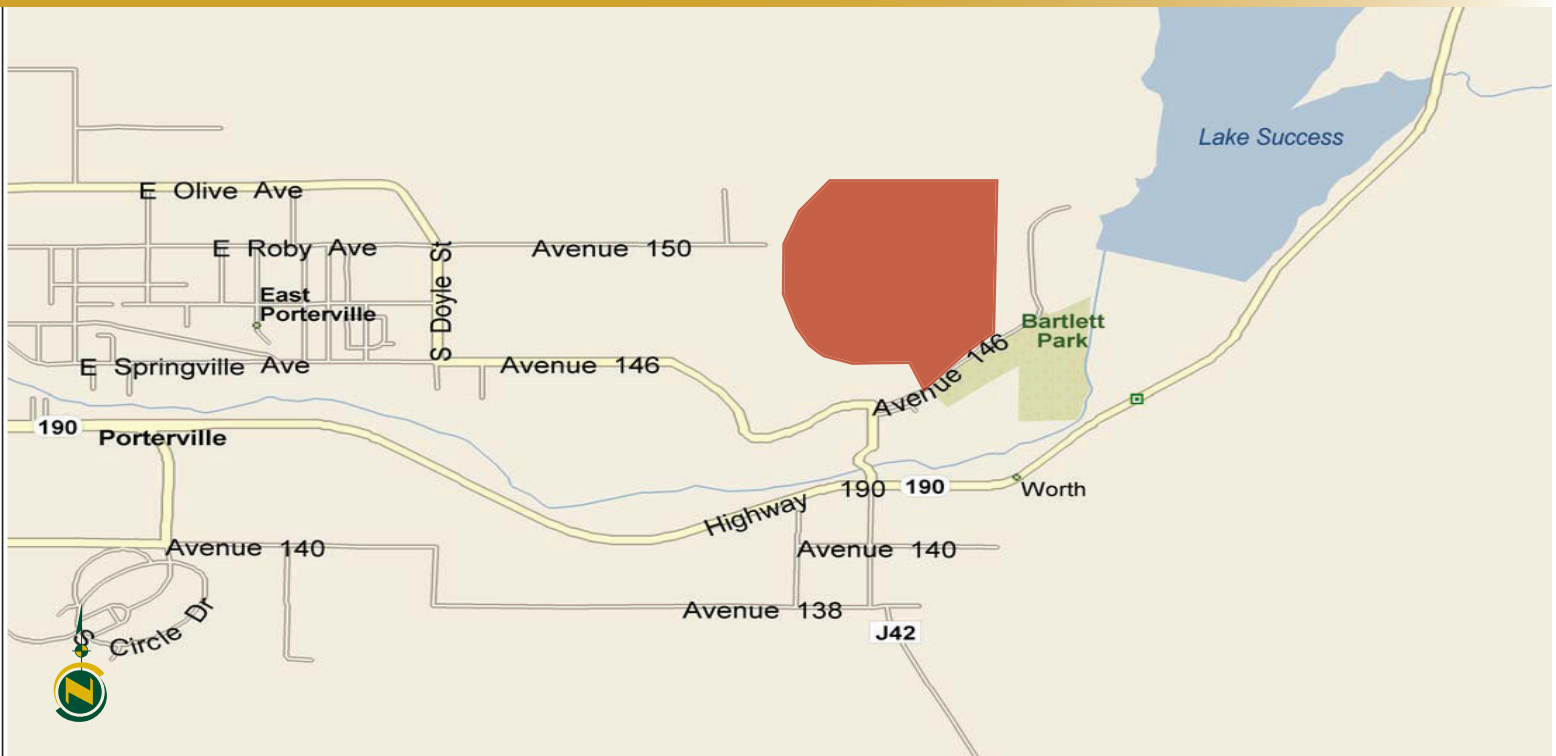 Lake Success
E Olive Ave
E Roby Ave
Avenue 150
S Doyle St
East
Porterville
Bartlett
Park
E Springville Ave
Avenue 146
Avenue 146
190
Porterville
Highway 190
190
Worth
Avenue 140
Avenue 140
Avenue 138
J42
S Circle Dr
N